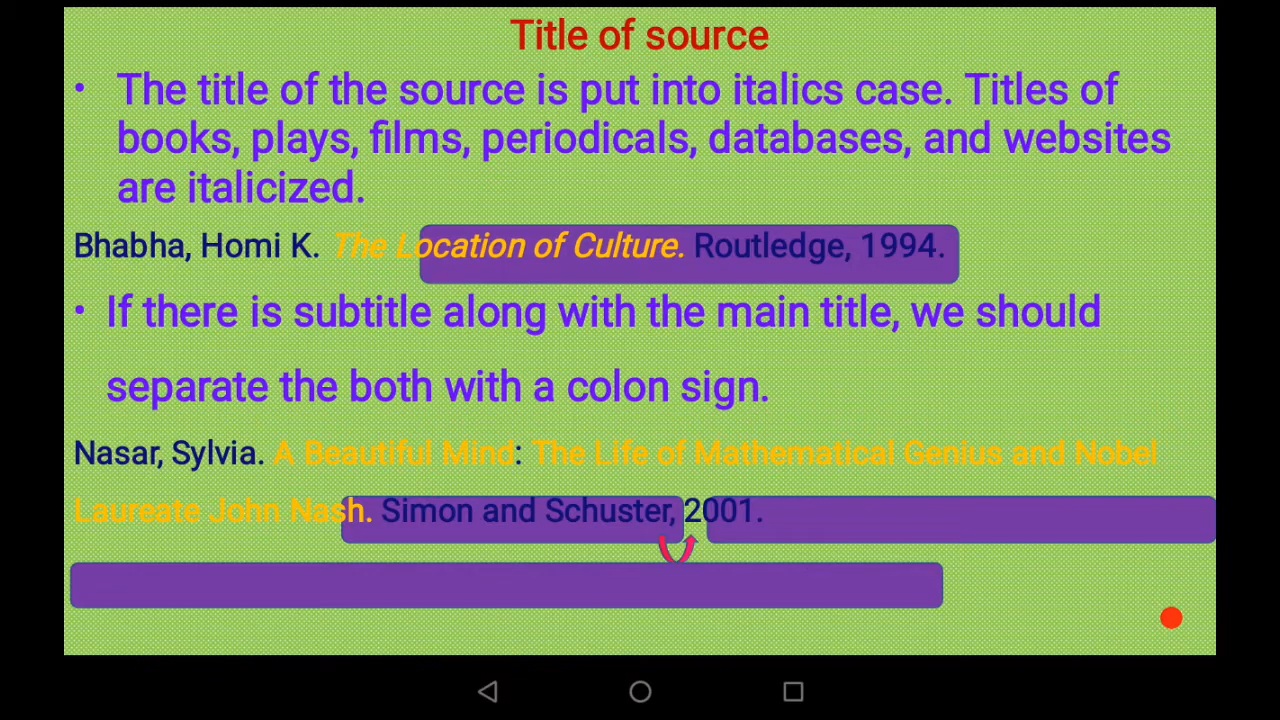 Title of source
• The title of the source is put into italics case. Titles of
books, plays, films, periodicals, databases, and websites
are italicized.
Bhabha, Homi K. The Location of Culture. Routledge, 1994.
• If there is subtitle along with the main title, we should
separate the both with a colon sign.
Nasar, Sylvia. A Beautiful Mind: The Life of Mathematical Genius and Nobel
Laureate John Nash. Simon and Schuster, 2001.